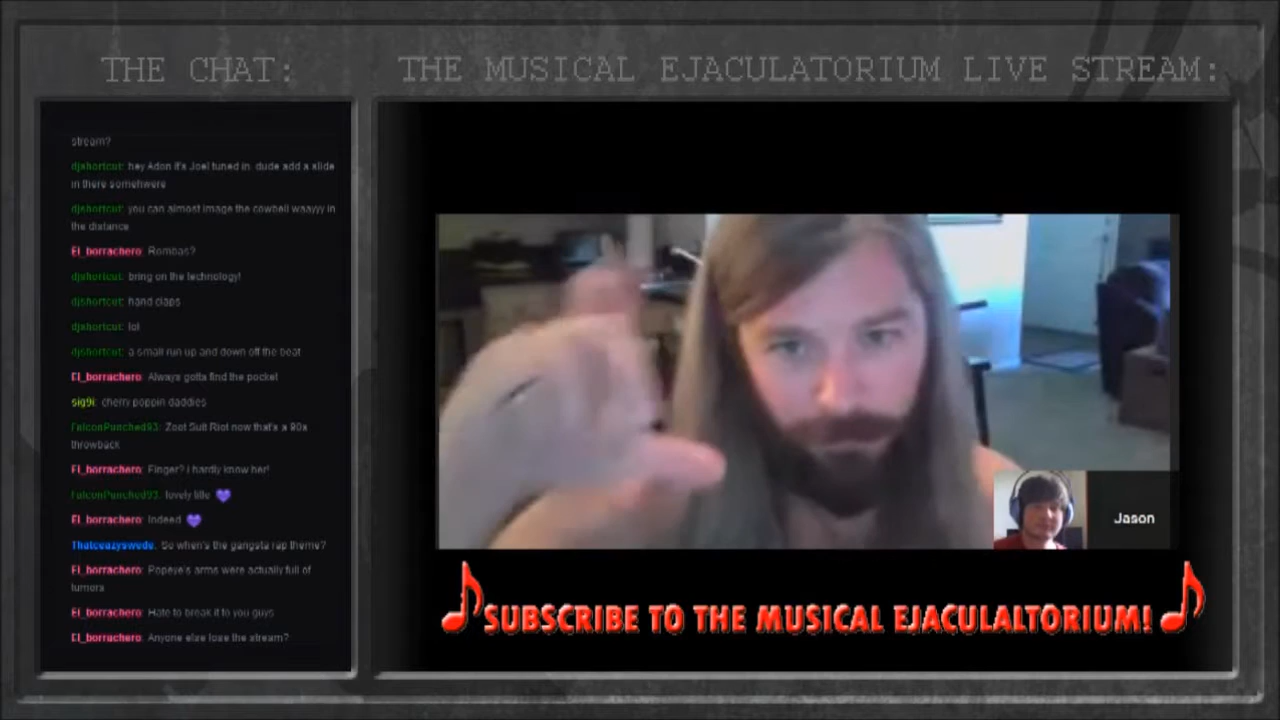 THE CHAT:
THE MUSICAL EJACULATORIUM LIVE STREAM:
stream?
djshortcut: hey Adon it's Joel tuned in. dude add a slide
in there somehwere
djshortcut: you can almost image the cowbell waayyy in
the distance
El_borrachero: Rombas?
djshortcut: bring on the technology!
djshortcut: hand claps
djshortcut: lol
djshortcut: a small run up and down off the beat
El_borrachero: Always gotta find the pocket
sig9i: cherry poppin daddies
FalconPunched93: Zoot Suit Riot now that's a 90s
throwback
El_borrachero: Finger? I hardly know her!
FalconPunched93: lovely little 💜
El_borrachero: Indeed 💜
Thatceazyswede: So when's the gangsta rap theme?
El_borrachero: Popeye's arms were actually full of
tumors
El_borrachero: Hate to break it to you guys
El_borrachero: Anyone else lose the stream?
Jason
SUBSCRIBE TO THE MUSICAL EJACULALTORIUM!